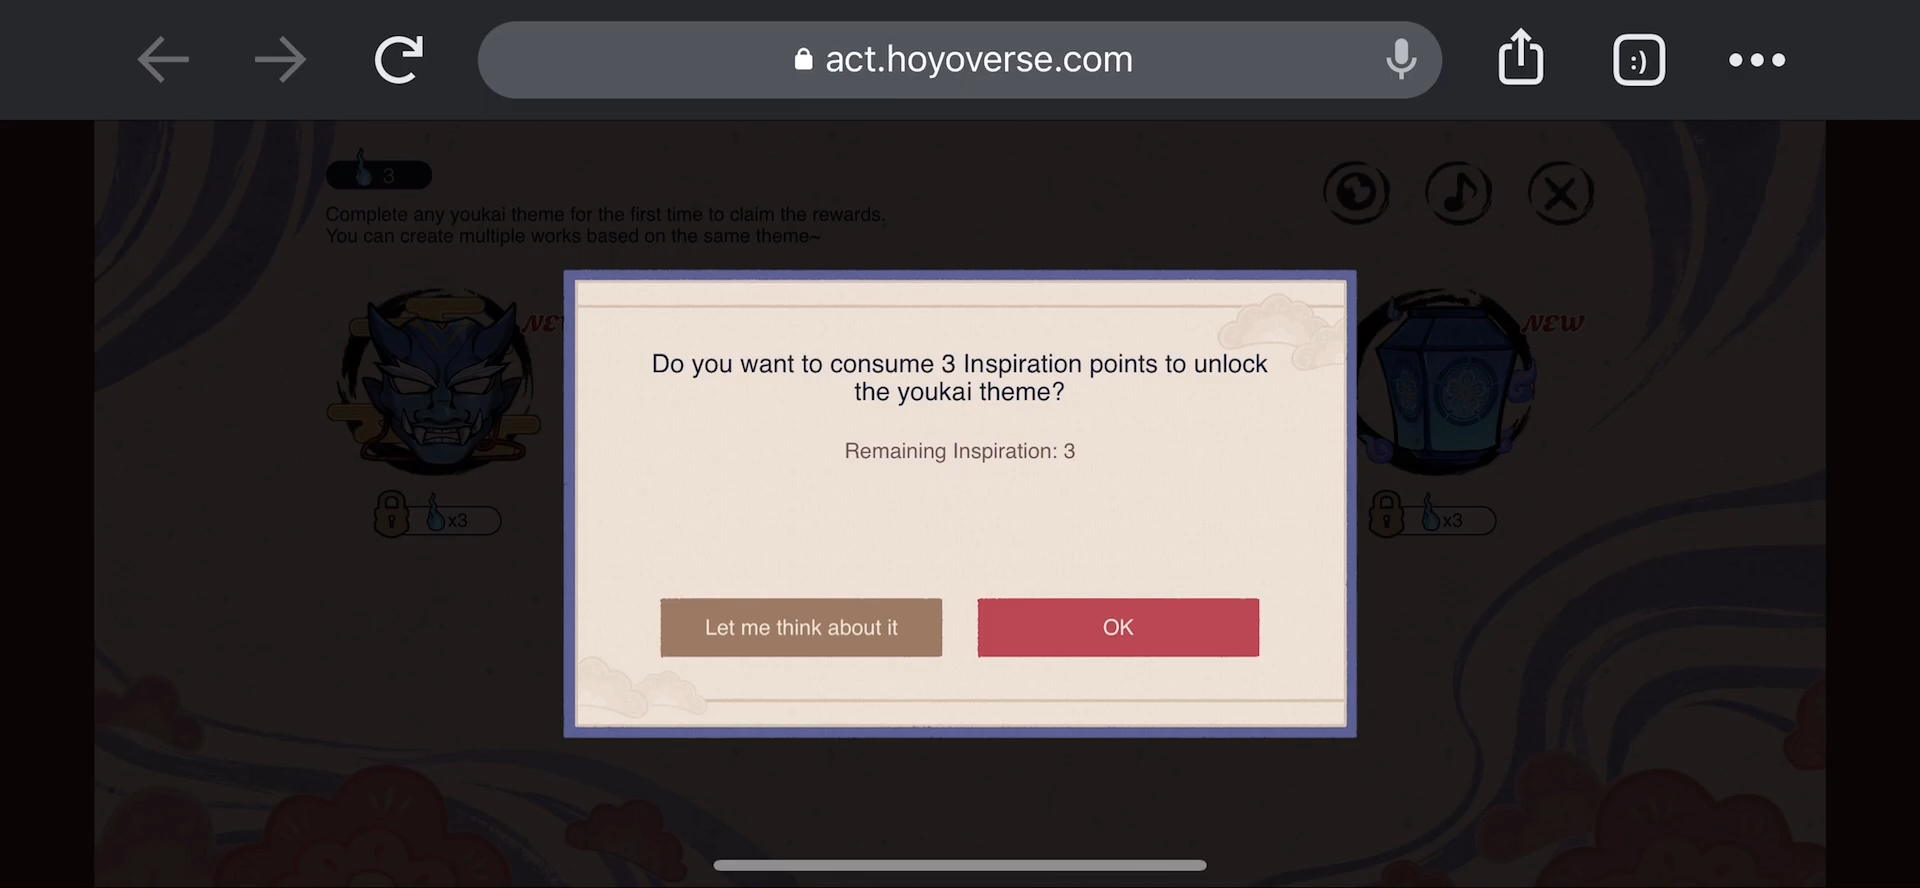 act.hoyoverse.com
:)
3
Complete any youkai theme for the first time to claim the rewards.
You can create multiple works based on the same theme~
NEW
Do you want to consume 3 Inspiration points to unlock
the youkai theme?
Remaining Inspiration: 3
x3
x3
Let me think about it
OK